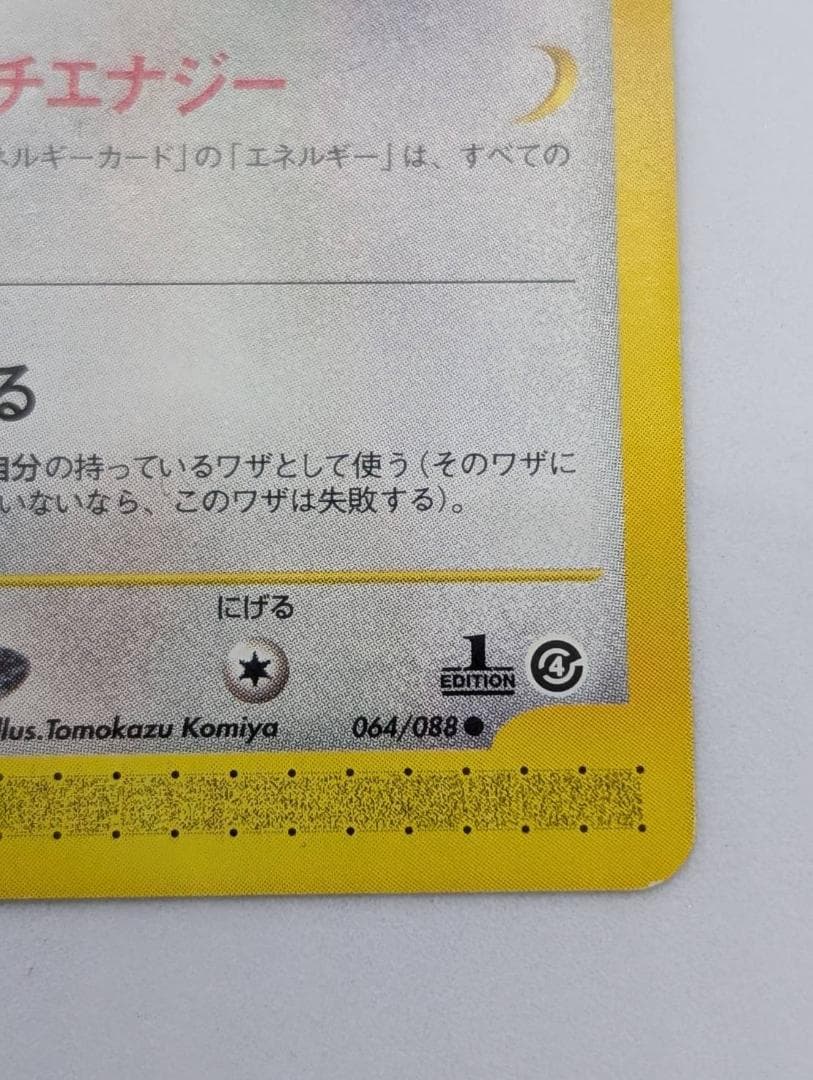 チエナジー
ネルギーカード」の「エネルギー」は、すべての
る
自分の持っているワザとして使う(そのワザに
いないなら、このワザは失敗する)。
にげる
1
EDITION
4
llus.Tomokazu Komiya 064/088